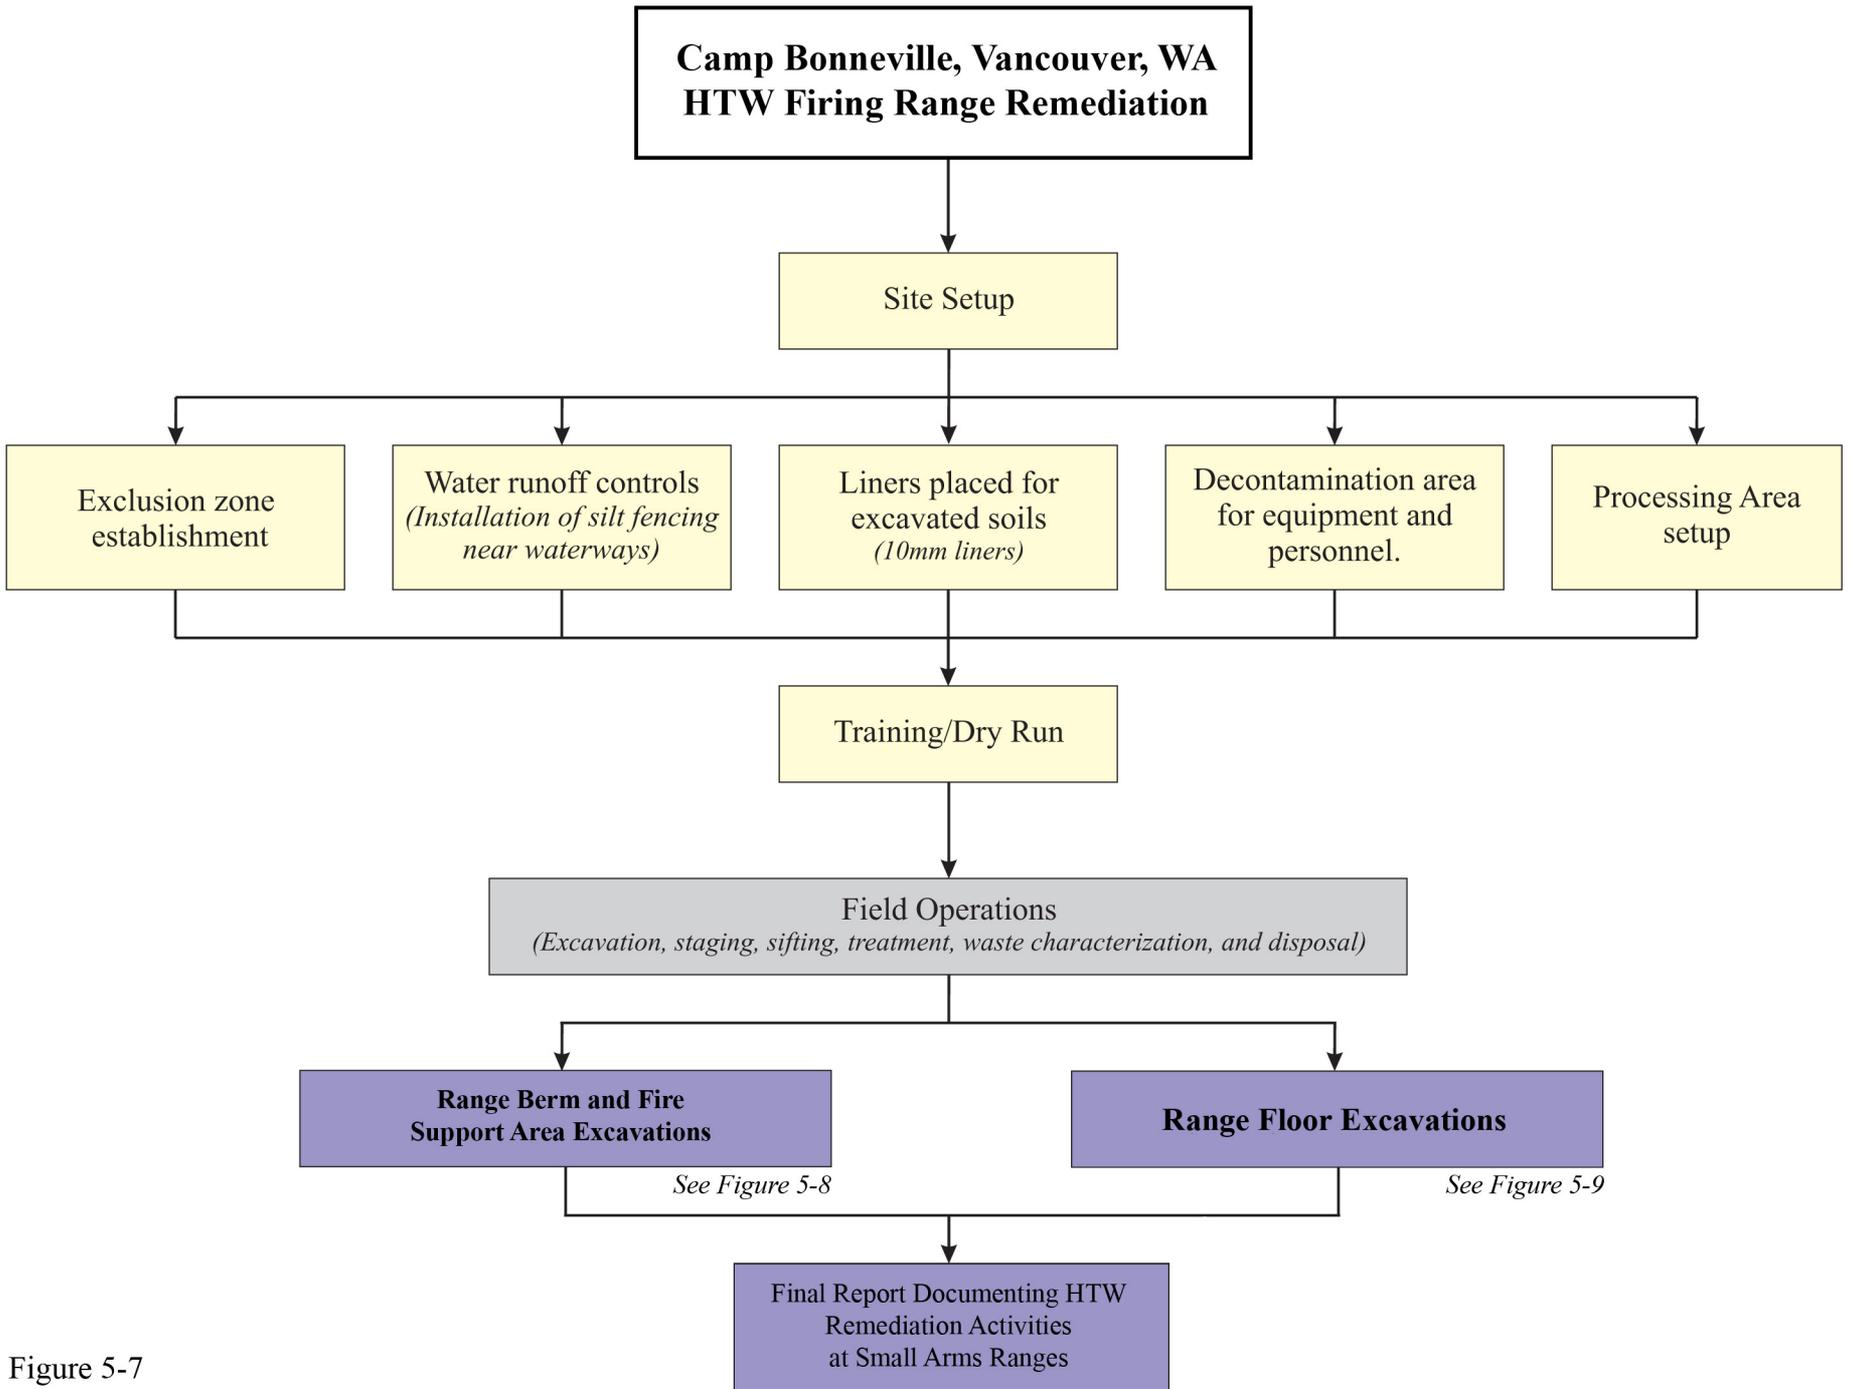 Camp Bonneville, Vancouver, WA
HTW Firing Range Remediation
Site Setup
Exclusion zone
establishment
Water runoff controls
(Installation of silt fencing
near waterways)
Liners placed for
excavated soils
(10mm liners)
Decontamination area
for equipment and
personnel.
Processing Area
setup
Training/Dry Run
Field Operations
(Excavation, staging, sifting, treatment, waste characterization, and disposal)
Range Berm and Fire
Support Area Excavations
See Figure 5-8
Range Floor Excavations
See Figure 5-9
Final Report Documenting HTW
Remediation Activities
at Small Arms Ranges
Figure 5-7